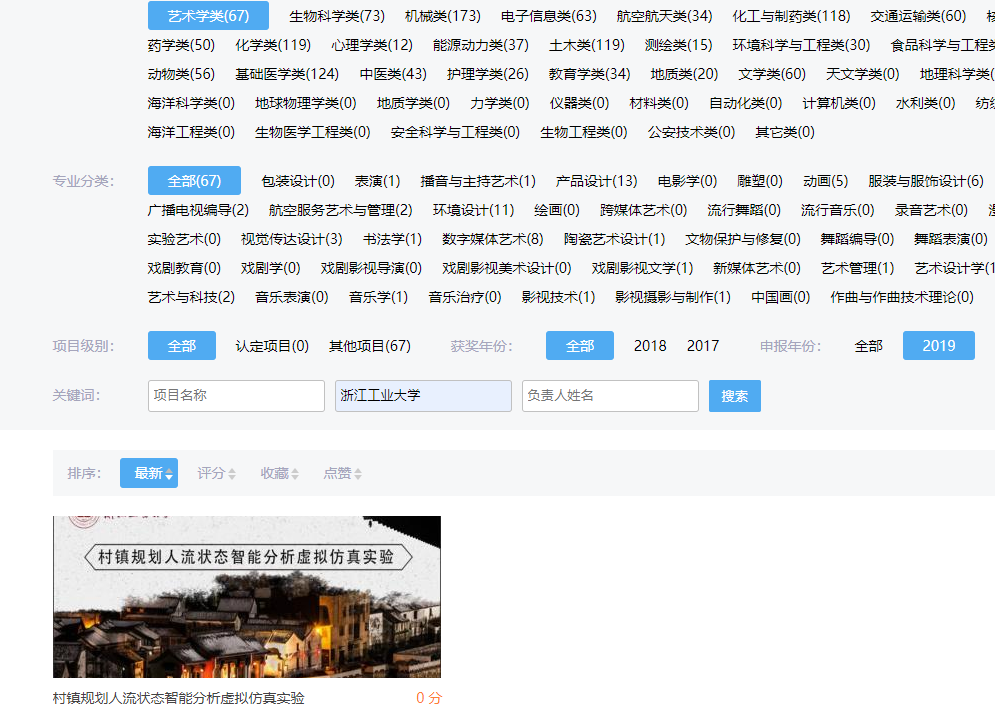 艺术学类(67) 生物科学类(73) 机械类(173) 电子信息类(63) 航空航天类(34) 化工与制药类(118) 交通运输类(60)
药学类(50) 化学类(119) 心理学类(12) 能源动力类(37) 土木类(119) 测绘类(15) 环境科学与工程类(30) 食品科学与工程类
动物类(56) 基础医学类(124) 中医类(43) 护理学类(26) 教育学类(34) 地质类(20) 文学类(60) 天文学类(0) 地理科学类(
海洋科学类(0) 地球物理学类(0) 地质学类(0) 力学类(0) 仪器类(0) 材料类(0) 自动化类(0) 计算机类(0) 水利类(0)
海洋工程类(0) 生物医学工程类(0) 安全科学与工程类(0) 生物工程类(0) 公安技术类(0) 其它类(0)
专业分类: 全部(67) 包装设计(0) 表演(1) 播音与主持艺术(1) 产品设计(13) 电影学(0) 雕塑(0) 动画(5) 服装与服饰设计(6)
广播电视编导(2) 航空服务艺术与管理(2) 环境设计(11) 绘画(0) 跨媒体艺术(0) 流行舞蹈(0) 流行音乐(0) 录音艺术(0)
实验艺术(0) 视觉传达设计(3) 书法学(1) 数字媒体艺术(8) 陶瓷艺术设计(1) 文物保护与修复(0) 舞蹈编导(0) 舞蹈表演(0)
戏剧教育(0) 戏剧学(0) 戏剧影视导演(0) 戏剧影视美术设计(0) 戏剧影视文学(1) 新媒体艺术(0) 艺术管理(1) 艺术设计学(1
艺术与科技(2) 音乐表演(0) 音乐学(1) 音乐治疗(0) 影视技术(1) 影视摄影与制作(1) 中国画(0) 作曲与作曲技术理论(0)
项目级别: 全部 认定项目(0) 其他项目(67) 获奖年份: 全部 2018 2017 申报年份: 全部 2019
关键词: 项目名称 浙江工业大学 负责人姓名 搜索
排序: 最新 评分 收藏 点赞
村镇规划人流状态智能分析虚拟仿真实验
村镇规划人流状态智能分析虚拟仿真实验 0 分